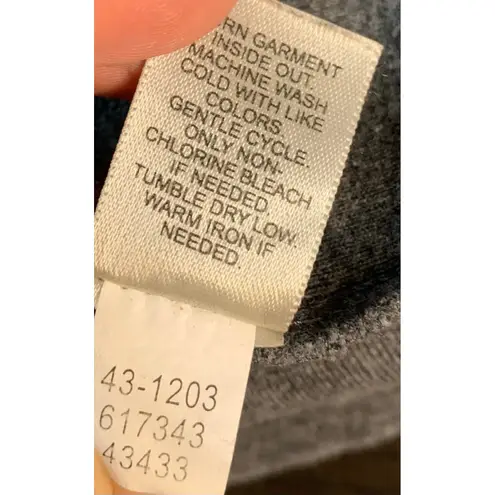 RN GARMENT
INSIDE OUT.
MACHINE WASH
COLD WITH LIKE
COLORS.
GENTLE CYCLE.
ONLY NON-
CHLORINE BLEACH
IF NEEDED.
TUMBLE DRY LOW.
WARM IRON IF
NEEDED.
43-1203
617343
43433